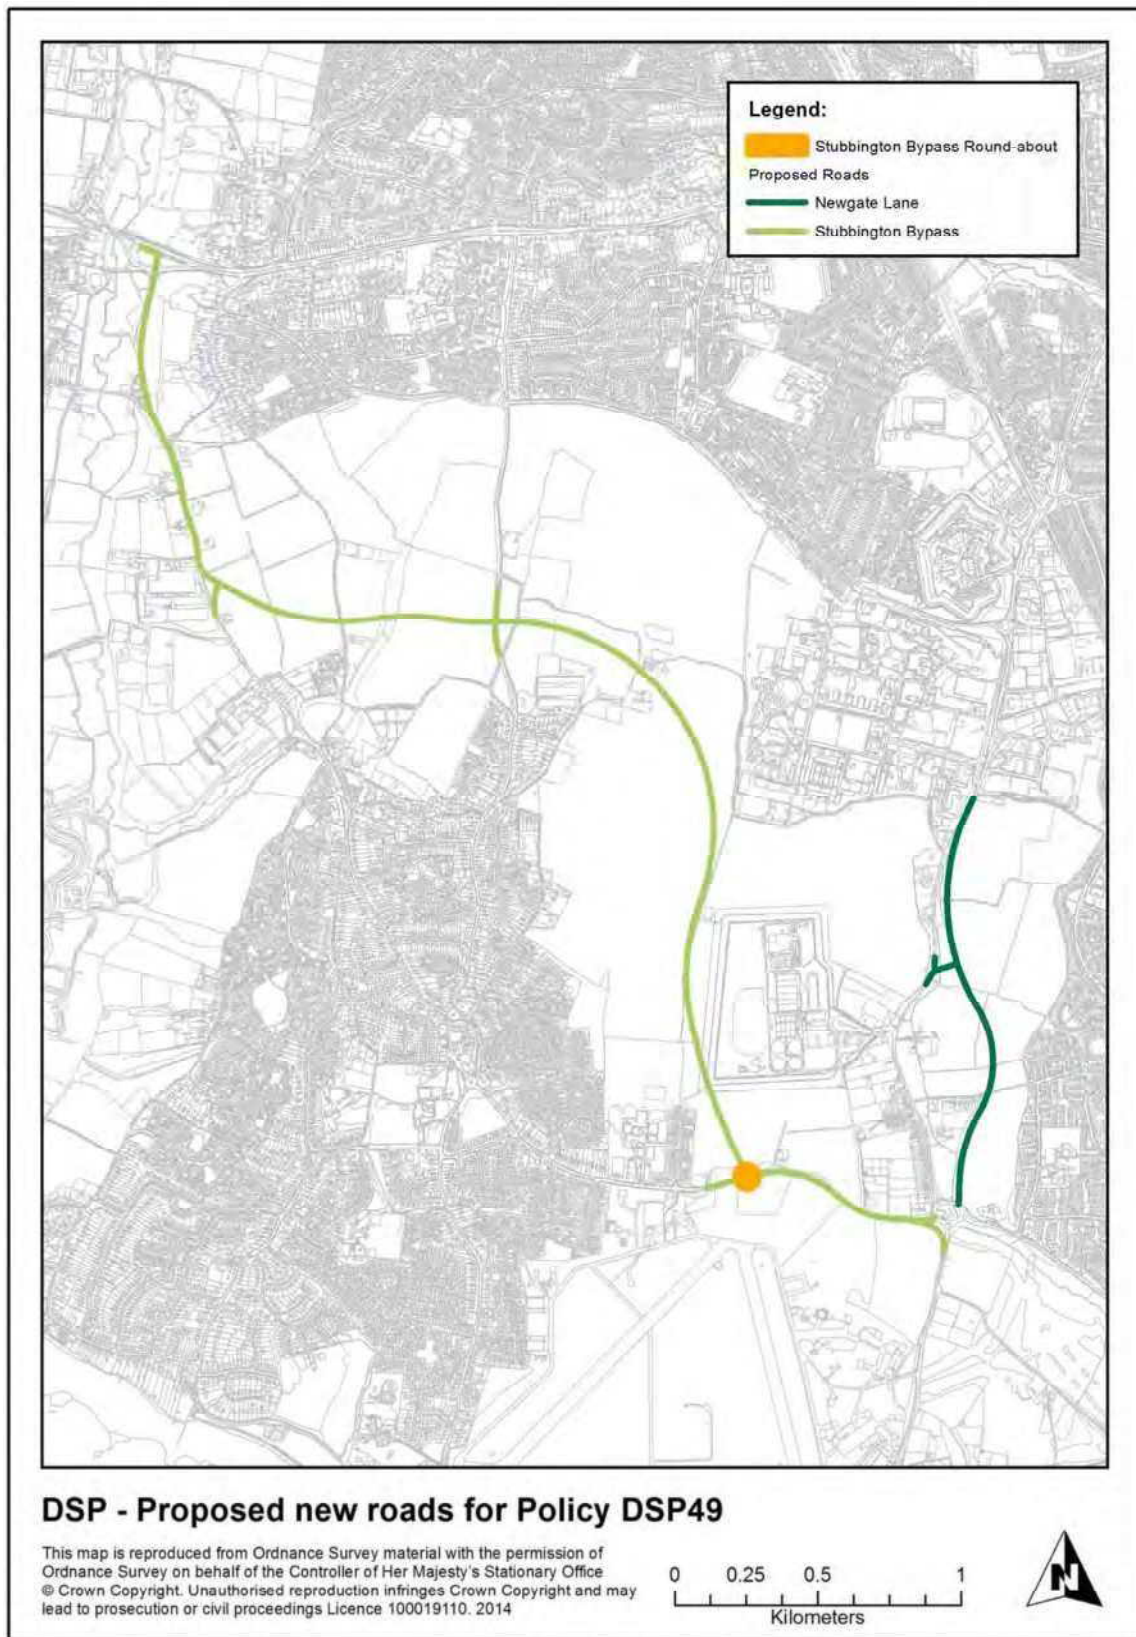 Legend:
Stubbington Bypass Round-about
Proposed Roads
Newgate Lane
Stubbington Bypass
DSP - Proposed new roads for Policy DSP49
This map is reproduced from Ordnance Survey material with the permission of
Ordnance Survey on behalf of the Controller of Her Majesty's Stationary Office
© Crown Copyright. Unauthorised reproduction infringes Crown Copyright and may
lead to prosecution or civil proceedings Licence 100019110. 2014
0 0.25 0.5 1
Kilometers
N